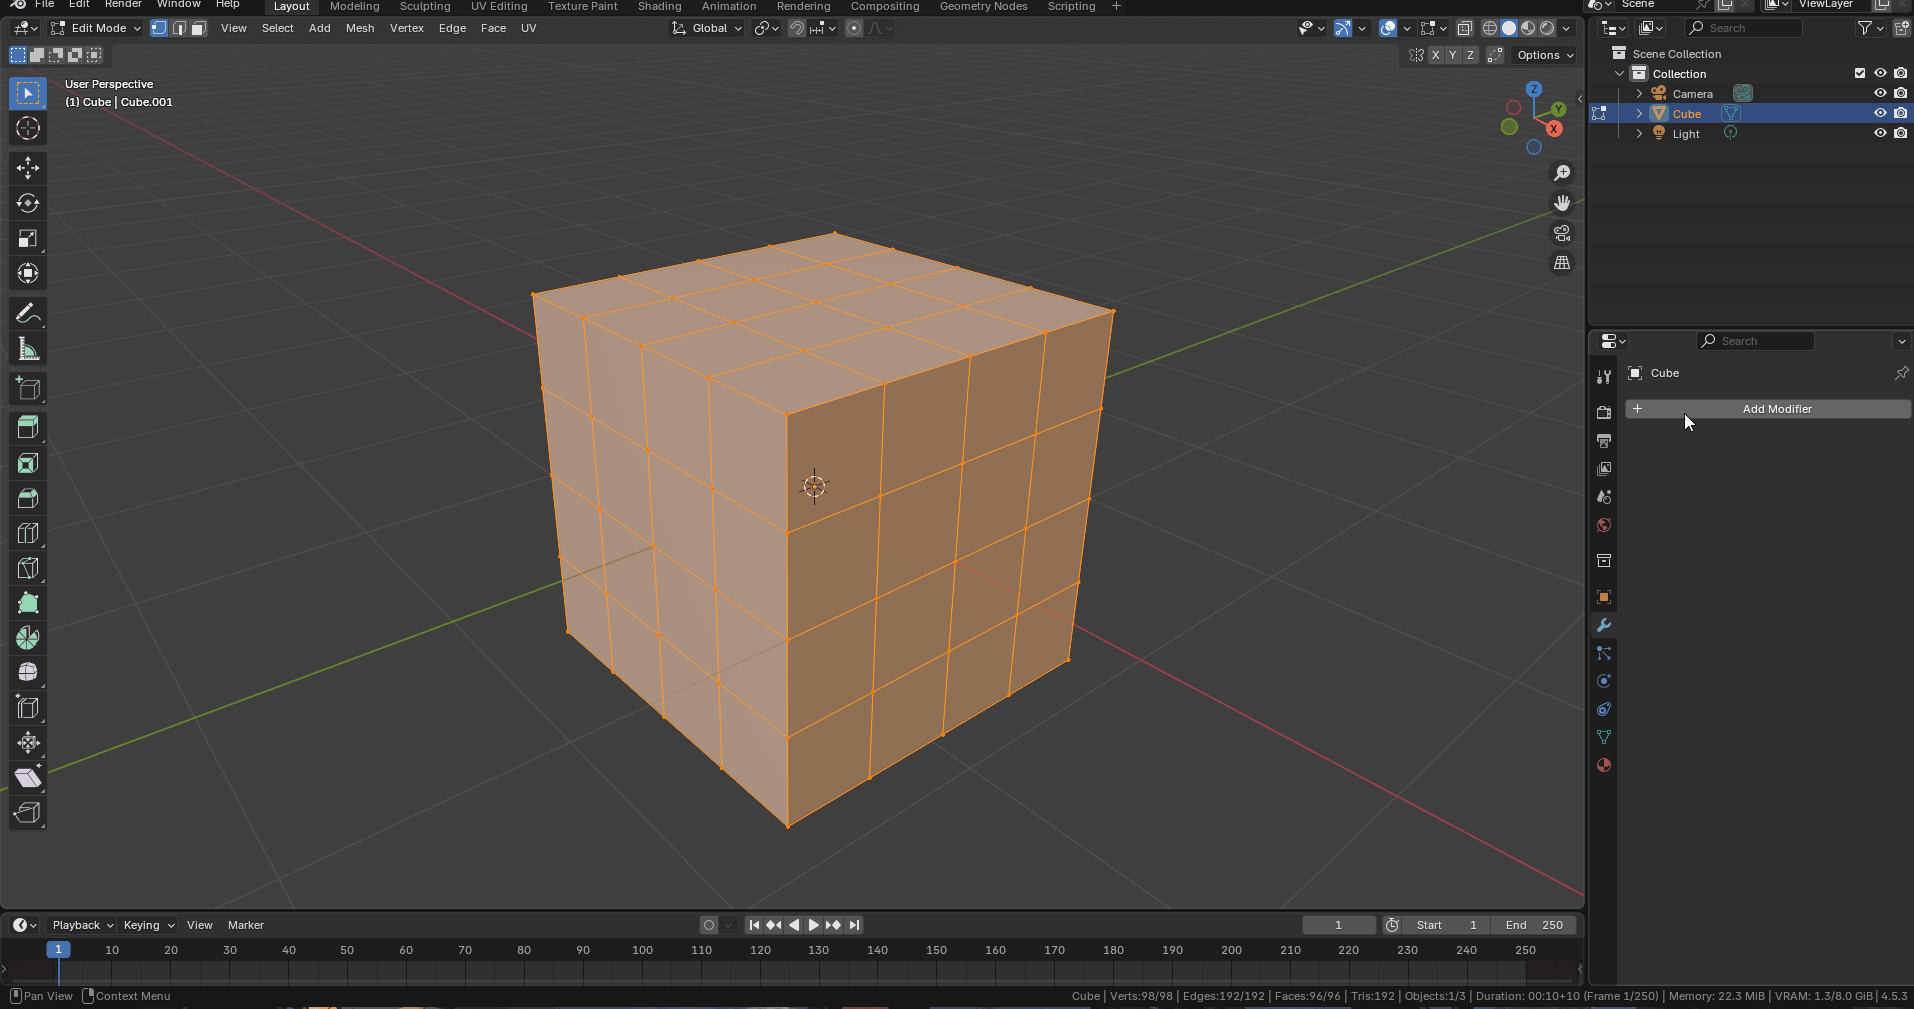 File Edit Render Window Help Layout Modeling Sculpting UV Editing Texture Paint Shading Animation Rendering Compositing Geometry Nodes Scripting + Scene ViewLayer
Edit Mode View Select Add Mesh Vertex Edge Face UV Global Search
X Y Z Options
User Perspective
(1) Cube | Cube.001
Z
Y
X
Scene Collection
Collection
Camera
Cube
Light
Search
Cube
+ Add Modifier
Playback Keying View Marker 1 Start 1 End 250
1 10 20 30 40 50 60 70 80 90 100 110 120 130 140 150 160 170 180 190 200 210 220 230 240 250
Pan View Context Menu Cube | Verts:98/98 | Edges:192/192 | Faces:96/96 | Tris:192 | Objects:1/3 | Duration: 00:10+10 (Frame 1/250) | Memory: 22.3 MiB | VRAM: 1.3/8.0 GiB | 4.5.3